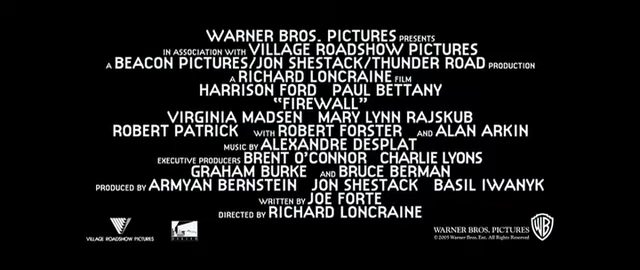 WARNER BROS. PICTURES PRESENTS
IN ASSOCIATION WITH VILLAGE ROADSHOW PICTURES
A BEACON PICTURES/JON SHESTACK/THUNDER ROAD PRODUCTION
A RICHARD LONCRAINE FILM
HARRISON FORD PAUL BETTANY
"FIREWALL"
VIRGINIA MADSEN MARY LYNN RAJSKUB
ROBERT PATRICK WITH ROBERT FORSTER AND ALAN ARKIN
MUSIC BY ALEXANDRE DESPLAT
EXECUTIVE PRODUCERS BRENT O'CONNOR CHARLIE LYONS
GRAHAM BURKE AND BRUCE BERMAN
PRODUCED BY ARMYAN BERNSTEIN JON SHESTACK BASIL IWANYK
WRITTEN BY JOE FORTE
DIRECTED BY RICHARD LONCRAINE
VILLAGE ROADSHOW PICTURES
BEACON
WARNER BROS. PICTURES
©2005 Warner Bros. Ent. All Rights Reserved
WB